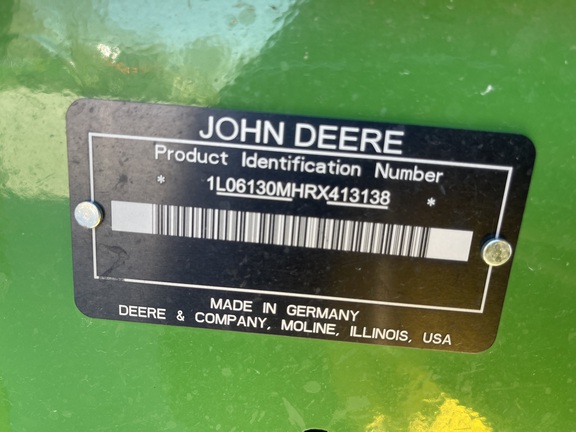 JOHN DEERE
Product Identification Number
* 1L06130MHRX413138 *
MADE IN GERMANY
DEERE & COMPANY, MOLINE, ILLINOIS, USA